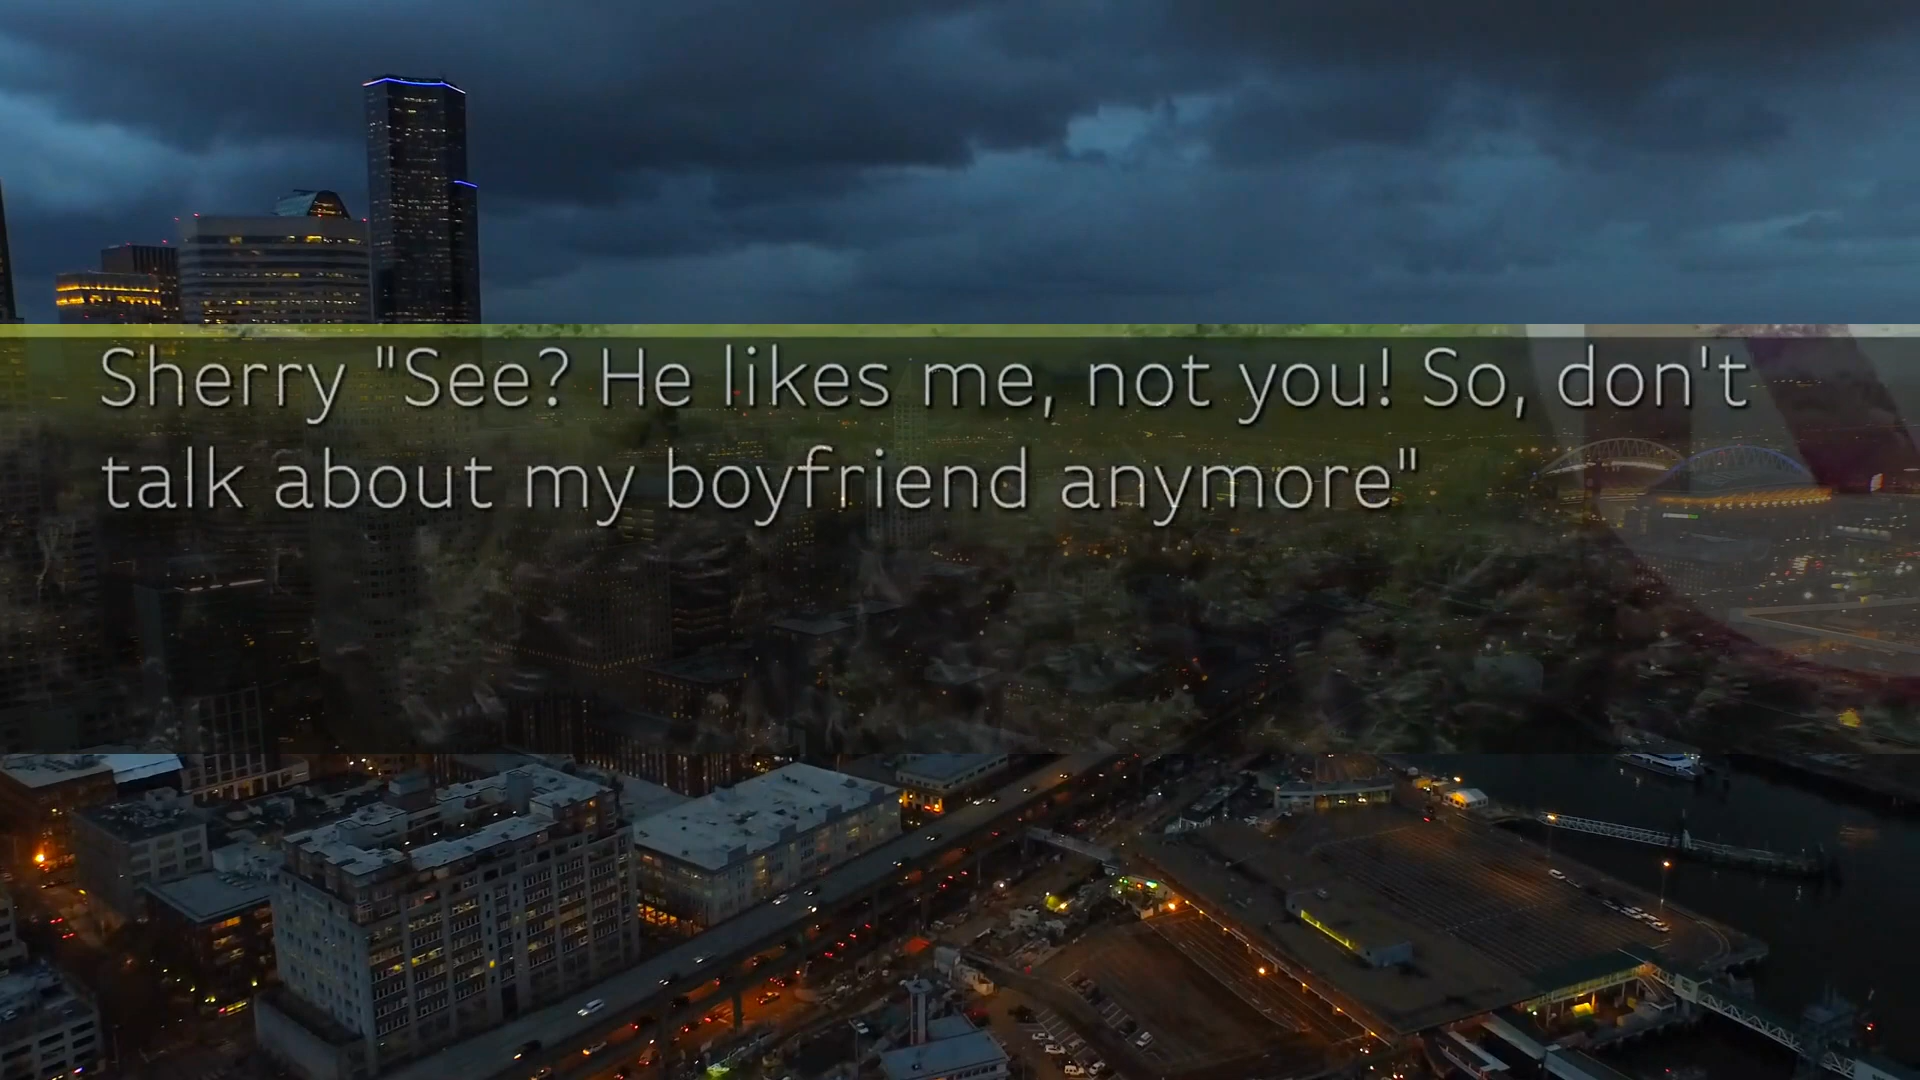 Sherry "See? He likes me, not you! So, don't
talk about my boyfriend anymore"